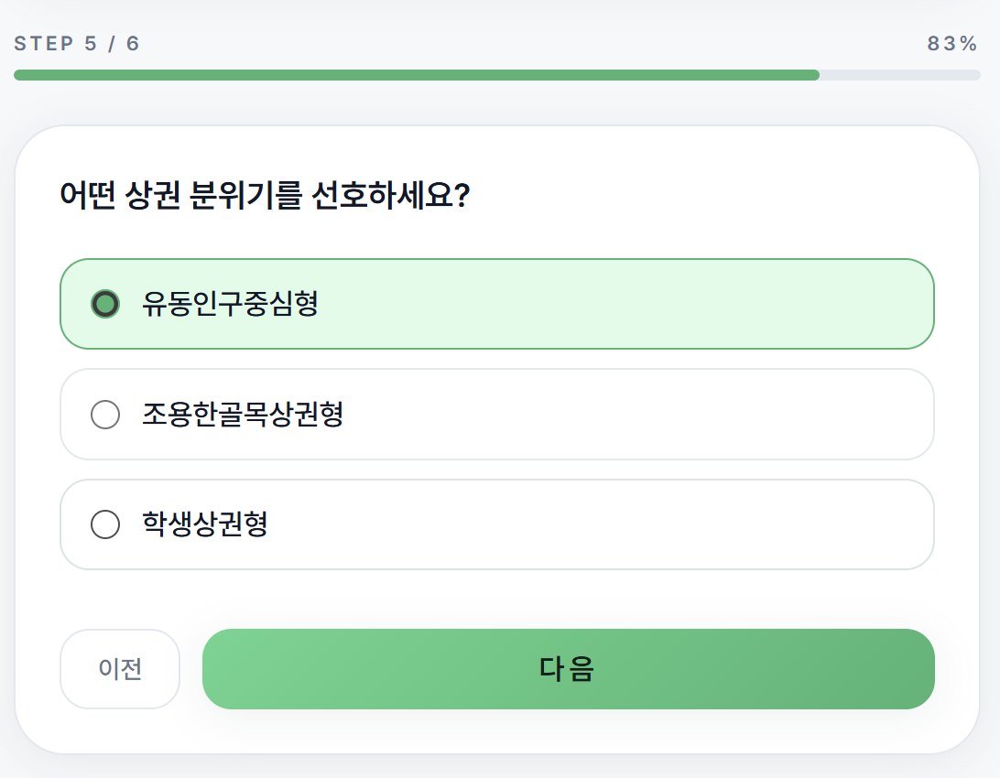 STEP 5 / 6
83%
어떤 상권 분위기를 선호하세요?
유동인구중심형
조용한골목상권형
학생상권형
이전
다음